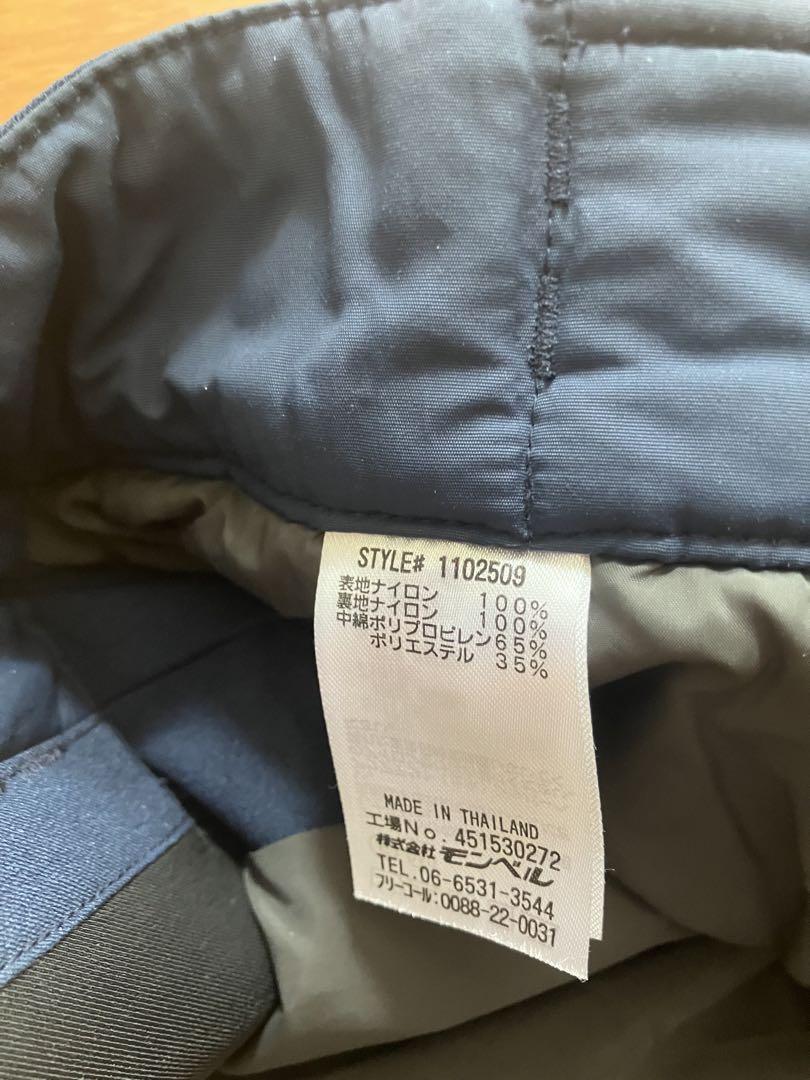 STYLE# 1102509
表地ナイロン 100%
裏地ナイロン 100%
中綿ポリプロピレン 65%
ポリエステル 35%
MADE IN THAILAND
工場No. 451530272
株式会社 モンベル
TEL. 06-6531-3544
フリーコール: 0088-22-0031